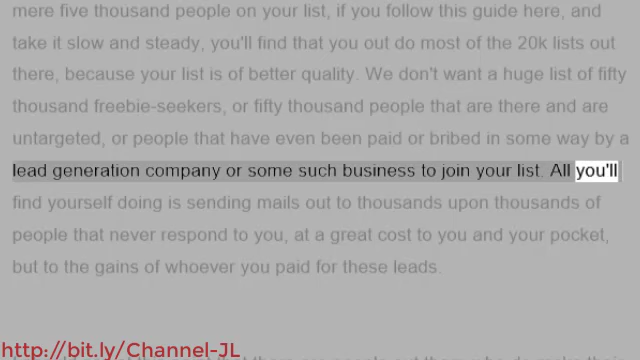 mere five thousand people on your list, if you follow this guide here, and
take it slow and steady, you'll find that you out do most of the 20k lists out
there, because your list is of better quality. We don't want a huge list of fifty
thousand freebie-seekers, or fifty thousand people that are there and are
untargeted, or people that have even been paid or bribed in some way by a
lead generation company or some such business to join your list. All you'll
find yourself doing is sending mails out to thousands upon thousands of
people that never respond to you, at a great cost to you and your pocket,
but to the gains of whoever you paid for these leads.
http://bit.ly/Channel-JL